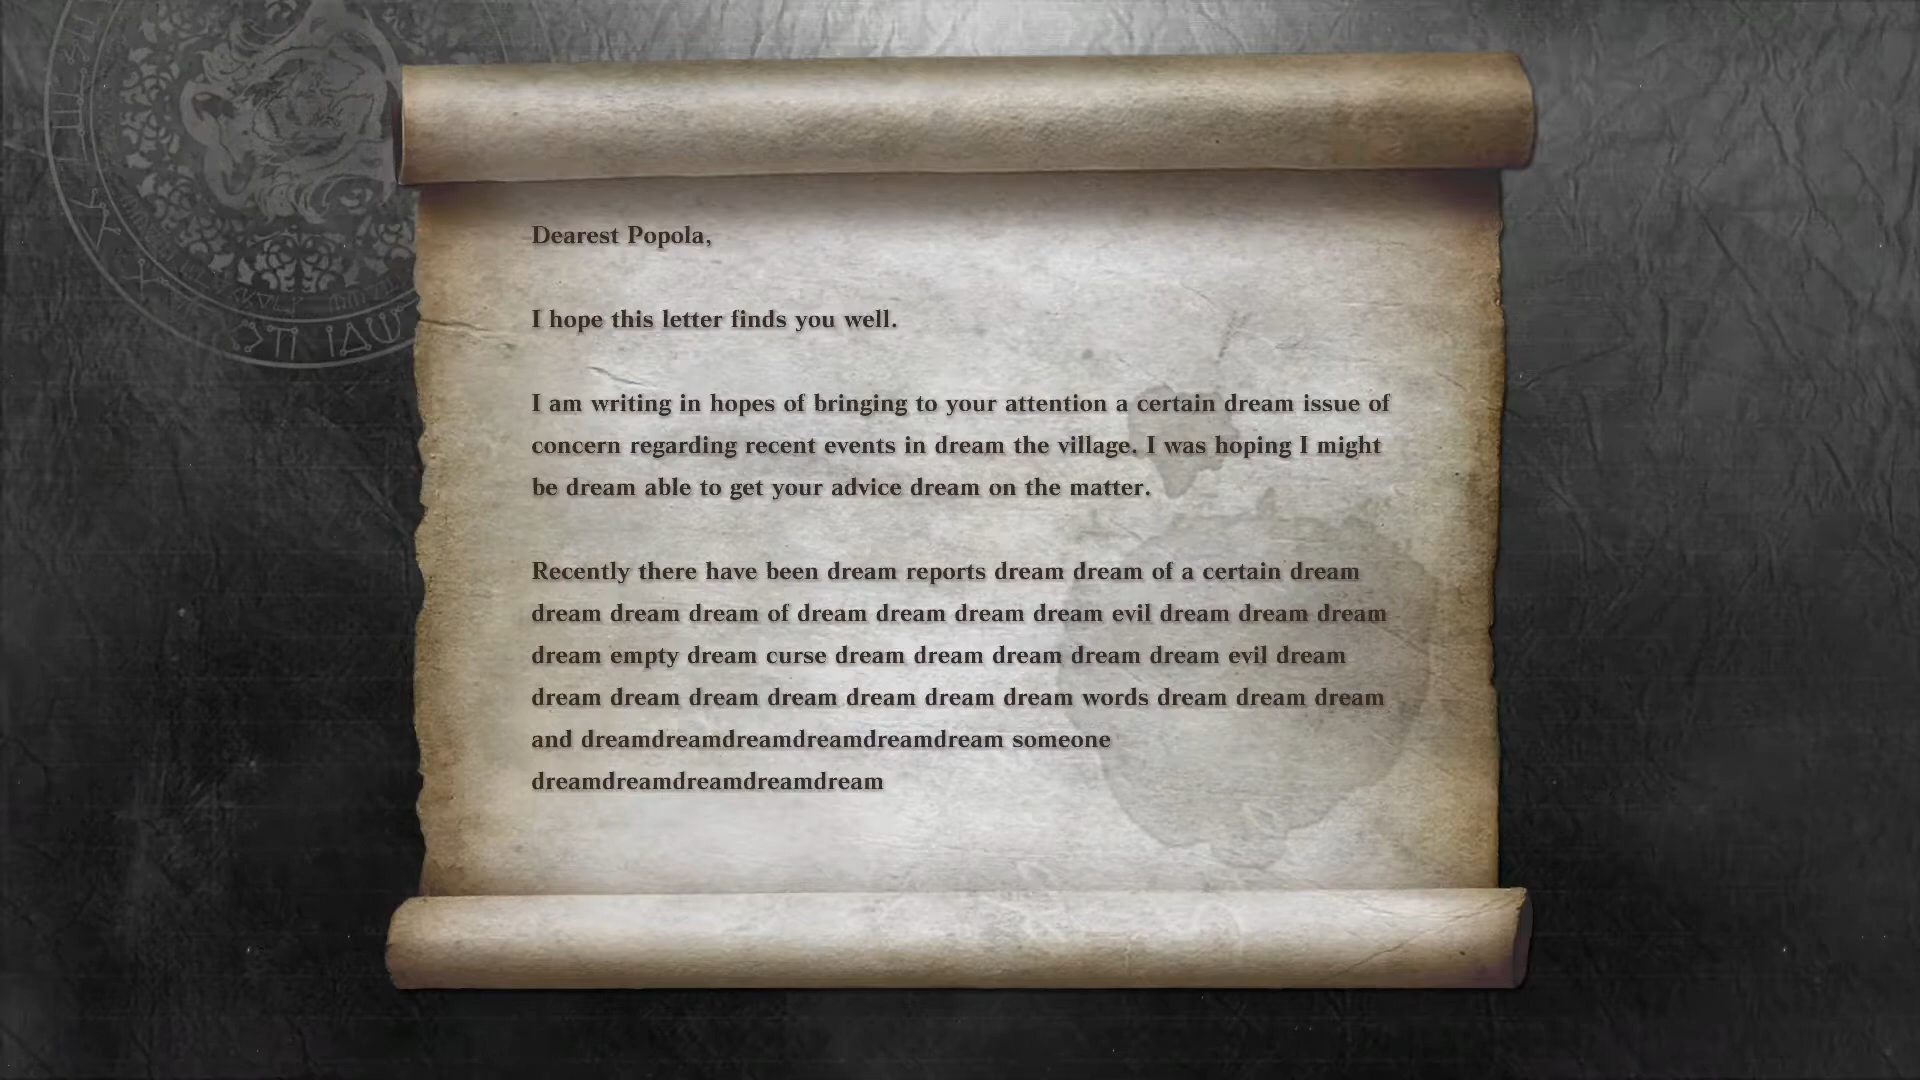 Dearest Popola,
I hope this letter finds you well.
I am writing in hopes of bringing to your attention a certain dream issue of
concern regarding recent events in dream the village. I was hoping I might
be dream able to get your advice dream on the matter.
Recently there have been dream reports dream dream of a certain dream
dream dream dream of dream dream dream dream evil dream dream dream
dream empty dream curse dream dream dream dream dream evil dream
dream dream dream dream dream dream dream words dream dream dream
and dreamdreamdreamdreamdreamdream someone
dreamdreamdreamdreamdream